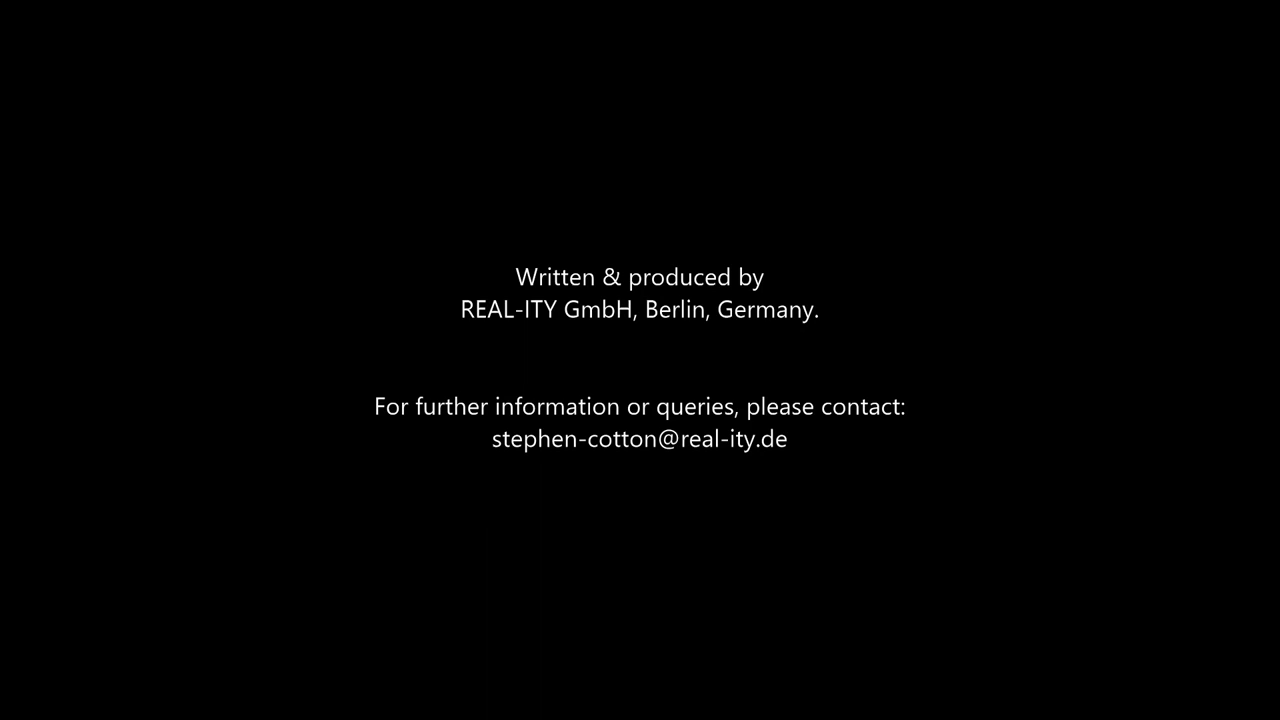 Written & produced by
REAL-ITY GmbH, Berlin, Germany.
For further information or queries, please contact:
stephen-cotton@real-ity.de